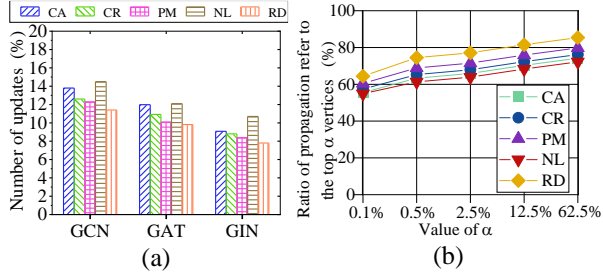 CA CR PM NL RD
Number of updates (%)
20
18
16
14
12
10
8
6
4
2
0
GCN GAT GIN
(a)
Ratio of propagation refer to
the top α vertices (%)
100
80
60
40
20
0
CA
CR
PM
NL
RD
0.1% 0.5% 2.5% 12.5% 62.5%
Value of α
(b)